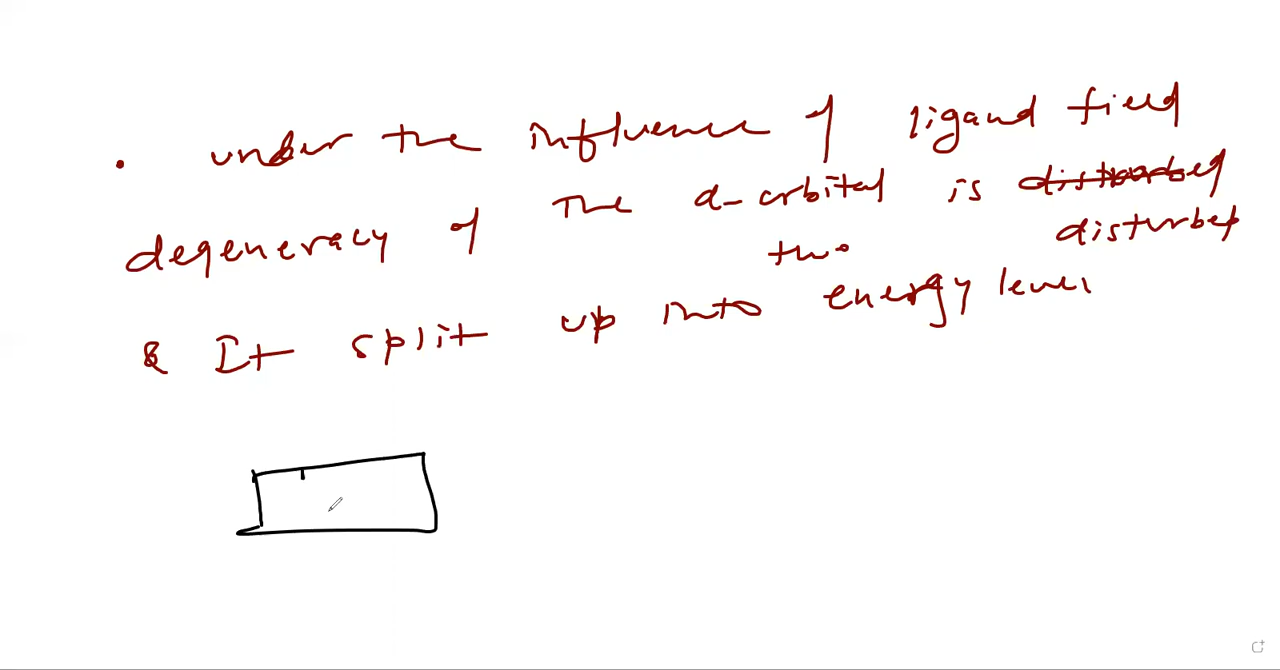 • under the influence of ligand field
degeneracy of the d-orbital is disturbed
disturbed
two
& It split up into energy level